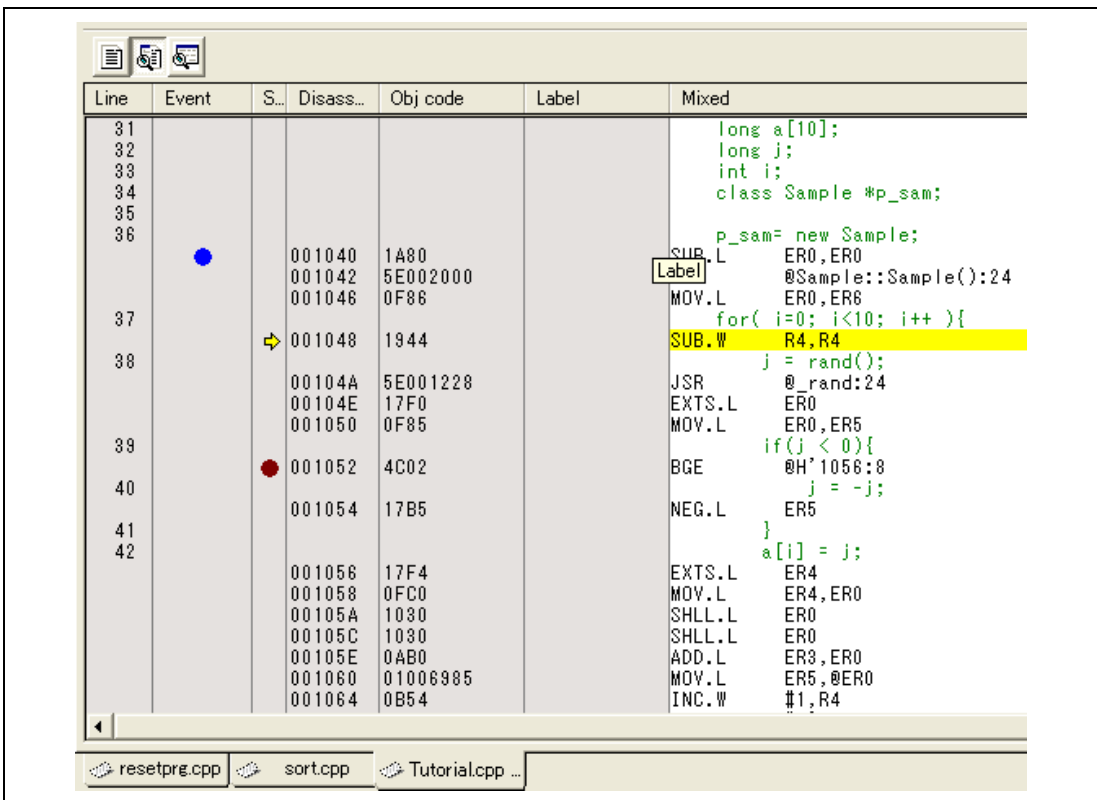 Line Event S... Disass... Obj code Label Mixed
31 long a[10];
32 long j;
33 int i;
34 class Sample *p_sam;
35
36 p_sam= new Sample;
001040 1A80 SUB.L ER0,ER0
001042 5E002000 @Sample::Sample():24
Label
001046 0F86 MOV.L ER0,ER6
37 for( i=0; i<10; i++ ){
001048 1944 SUB.W R4,R4
38 j = rand();
00104A 5E001228 JSR @_rand:24
00104E 17F0 EXTS.L ER0
001050 0F85 MOV.L ER0,ER5
39 if(j < 0){
001052 4C02 BGE @H'1056:8
40 j = -j;
001054 17B5 NEG.L ER5
41 }
42 a[i] = j;
001056 17F4 EXTS.L ER4
001058 0FC0 MOV.L ER4,ER0
00105A 1030 SHLL.L ER0
00105C 1030 SHLL.L ER0
00105E 0AB0 ADD.L ER3,ER0
001060 01006985 MOV.L ER5,@ER0
001064 0B54 INC.W #1,R4
resetprg.cpp sort.cpp Tutorial.cpp ...